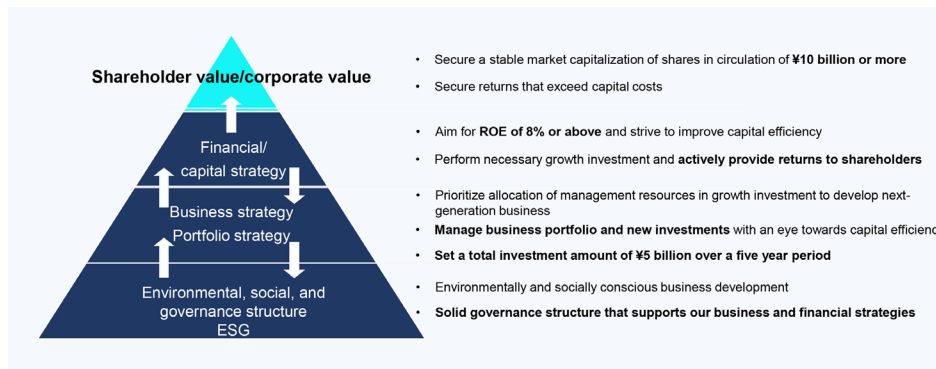 Shareholder value/corporate value
• Secure a stable market capitalization of shares in circulation of ¥10 billion or more
• Secure returns that exceed capital costs
Financial/
capital strategy
• Aim for ROE of 8% or above and strive to improve capital efficiency
• Perform necessary growth investment and actively provide returns to shareholders
Business strategy
Portfolio strategy
• Prioritize allocation of management resources in growth investment to develop next-
generation business
• Manage business portfolio and new investments with an eye towards capital efficienc
• Set a total investment amount of ¥5 billion over a five year period
Environmental, social, and
governance structure
ESG
• Environmentally and socially conscious business development
• Solid governance structure that supports our business and financial strategies